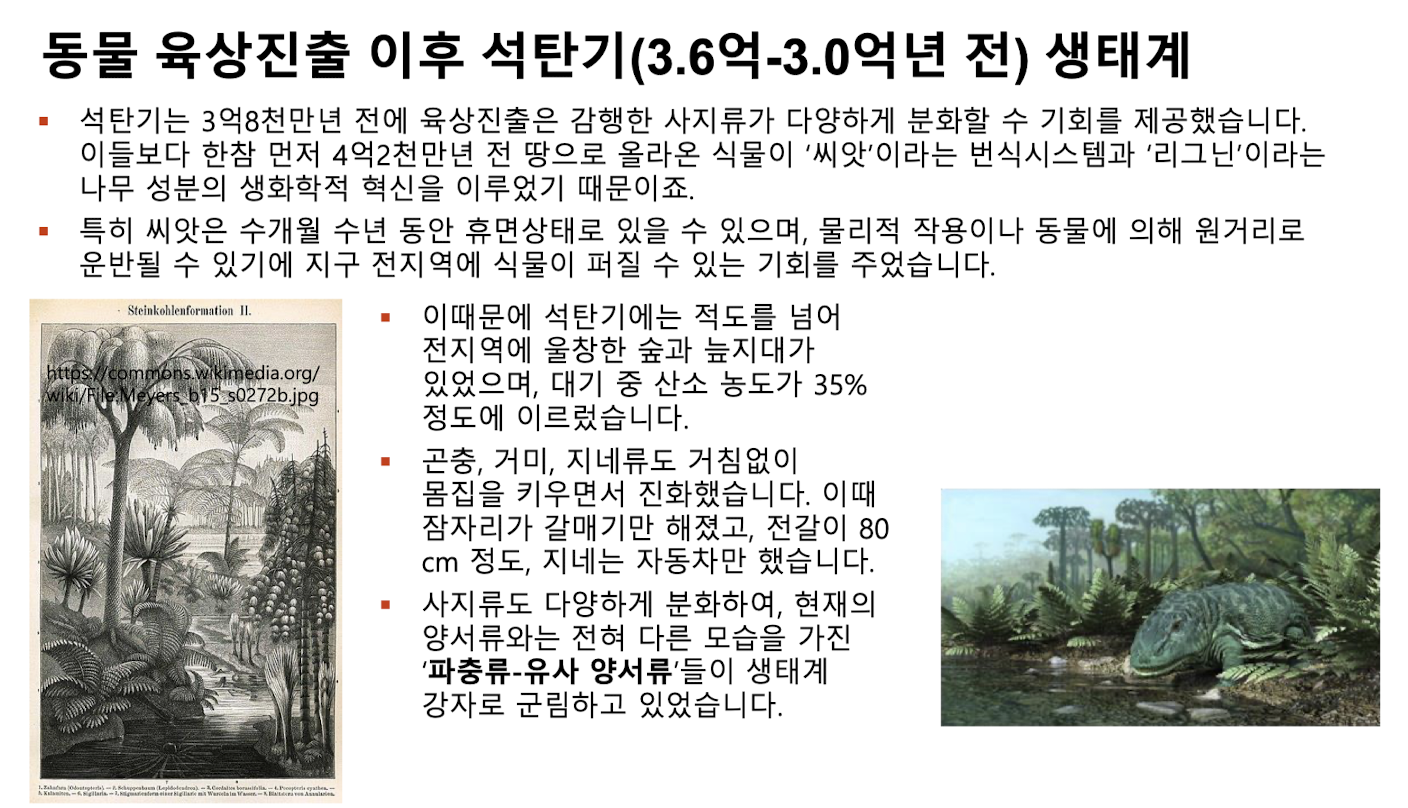 동물 육상진출 이후 석탄기(3.6억-3.0억년 전) 생태계
▪ 석탄기는 3억8천만년 전에 육상진출은 감행한 사지류가 다양하게 분화할 수 기회를 제공했습니다.
이들보다 한참 먼저 4억2천만년 전 땅으로 올라온 식물이 ‘씨앗’이라는 번식시스템과 ‘리그닌’이라는
나무 성분의 생화학적 혁신을 이루었기 때문이죠.
▪ 특히 씨앗은 수개월 수년 동안 휴면상태로 있을 수 있으며, 물리적 작용이나 동물에 의해 원거리로
운반될 수 있기에 지구 전지역에 식물이 퍼질 수 있는 기회를 주었습니다.
Steinkohlenformation II.
https://commons.wikimedia.org/
wiki/File:Meyers_b15_s0272b.jpg
▪ 이때문에 석탄기에는 적도를 넘어
전지역에 울창한 숲과 늪지대가
있었으며, 대기 중 산소 농도가 35%
정도에 이르렀습니다.
▪ 곤충, 거미, 지네류도 거침없이
몸집을 키우면서 진화했습니다. 이때
잠자리가 갈매기만 해졌고, 전갈이 80
cm 정도, 지네는 자동차만 했습니다.
▪ 사지류도 다양하게 분화하여, 현재의
양서류와는 전혀 다른 모습을 가진
‘파충류-유사 양서류’들이 생태계
강자로 군림하고 있었습니다.